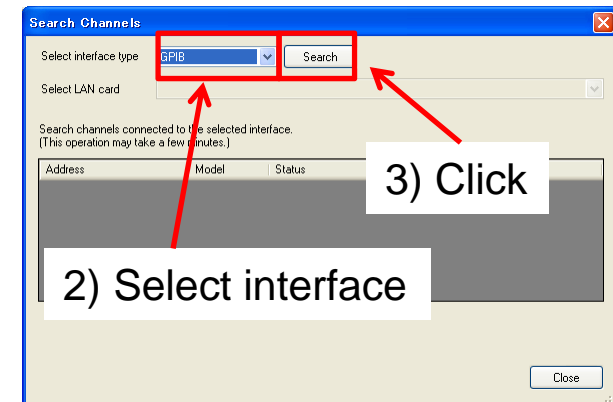 Search Channels
Select interface type GPIB Search
Select LAN card
Search channels connected to the selected interface.
(This operation may take a few minutes.)
Address Model Status
3) Click
2) Select interface
Close